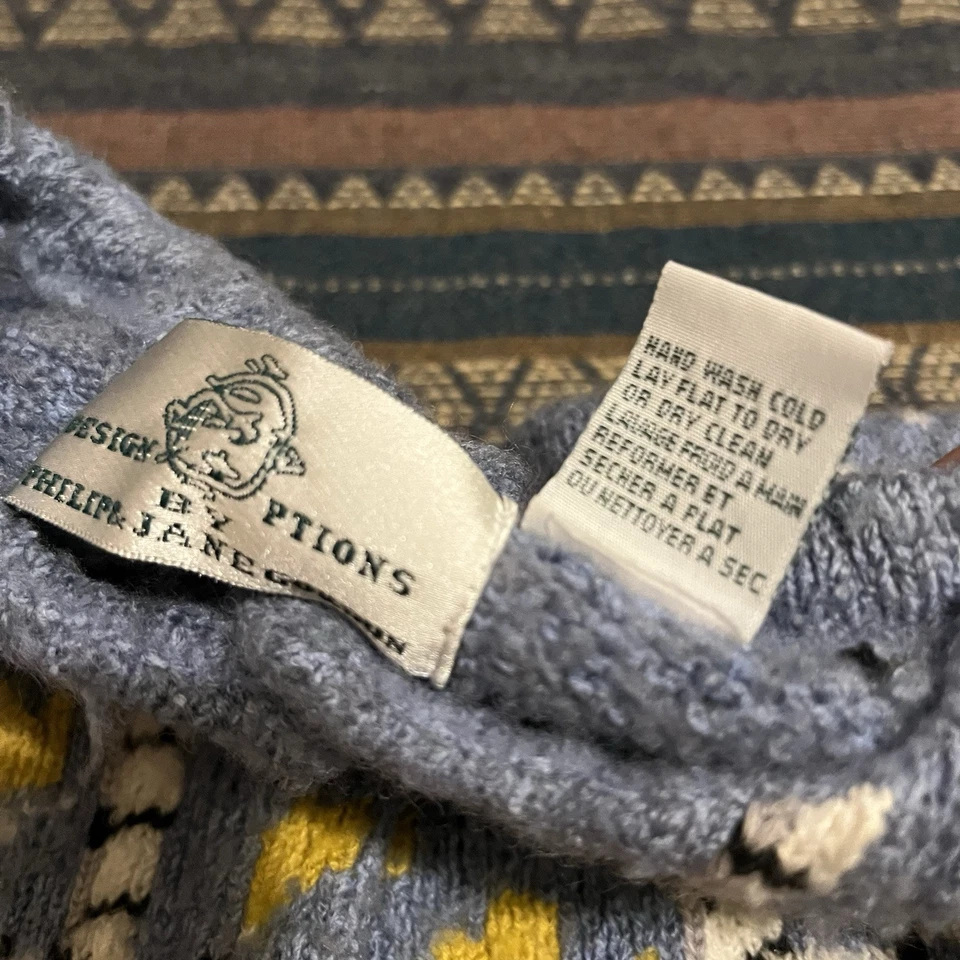 DESIGN PTIONS
BY
PHELIP& JANE
HAND WASH COLD
LAY FLAT TO DRY
OR DRY CLEAN
LAVAGE FROID A MAIN
REFORMER ET
SECHER A PLAT
OU NETTOYER A SEC